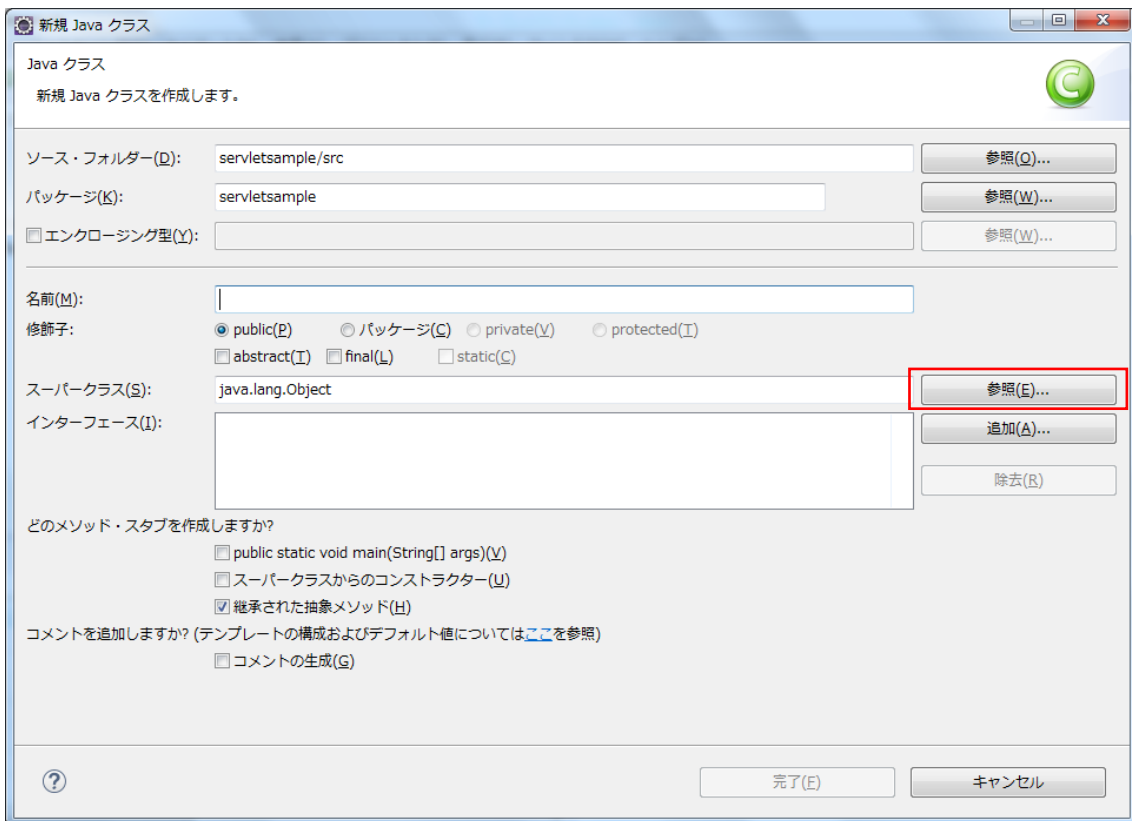 新規 Java クラス
Java クラス
新規 Java クラスを作成します。
ソース・フォルダー(D): servletsample/src 参照(O)...
パッケージ(K): servletsample 参照(W)...
エンクロージング型(Y): 参照(W)...
名前(M):
修飾子: public(P) パッケージ(C) private(V) protected(T)
abstract(T) final(L) static(C)
スーパークラス(S): java.lang.Object 参照(E)...
インターフェース(I): 追加(A)...
除去(R)
どのメソッド・スタブを作成しますか?
public static void main(String[] args)(V)
スーパークラスからのコンストラクター(U)
継承された抽象メソッド(H)
コメントを追加しますか? (テンプレートの構成およびデフォルト値についてはここを参照)
コメントの生成(G)
完了(F) キャンセル